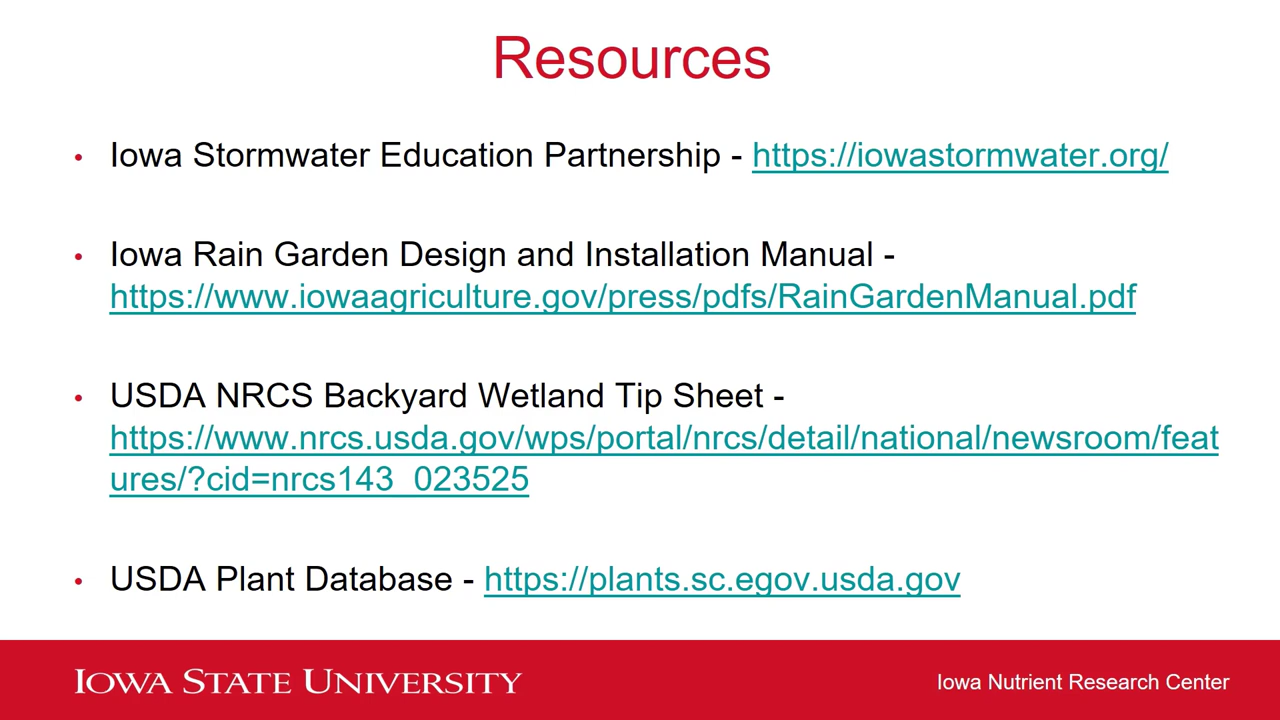 Resources
• Iowa Stormwater Education Partnership - https://iowastormwater.org/
• Iowa Rain Garden Design and Installation Manual -
https://www.iowaagriculture.gov/press/pdfs/RainGardenManual.pdf
• USDA NRCS Backyard Wetland Tip Sheet -
https://www.nrcs.usda.gov/wps/portal/nrcs/detail/national/newsroom/feat
ures/?cid=nrcs143_023525
• USDA Plant Database - https://plants.sc.egov.usda.gov
IOWA STATE UNIVERSITY
Iowa Nutrient Research Center